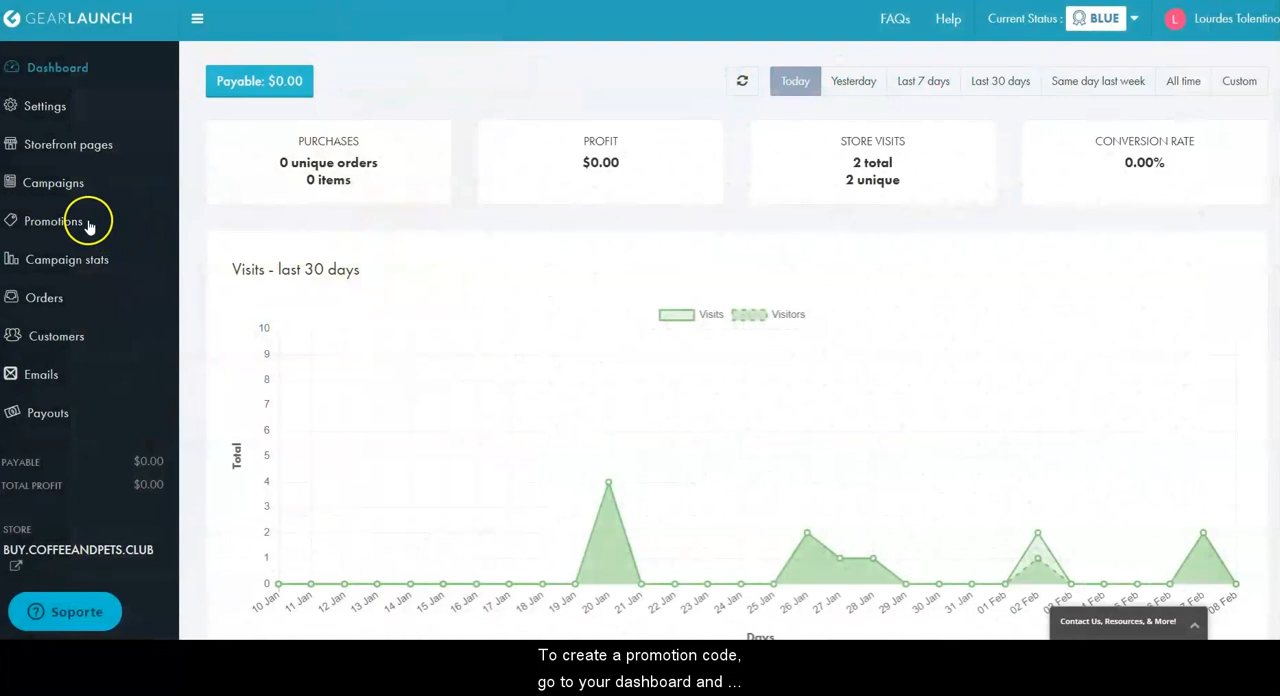 GEARLAUNCH
FAQs Help Current Status : BLUE L Lourdes Tolentino
Dashboard
Settings
Storefront pages
Campaigns
Promotions
Campaign stats
Orders
Customers
Emails
Payouts
PAYABLE $0.00
TOTAL PROFIT $0.00
STORE
BUY.COFFEEANDPETS.CLUB
Soporte
Payable: $0.00
Today Yesterday Last 7 days Last 30 days Same day last week All time Custom
PURCHASES
0 unique orders
0 items
PROFIT
$0.00
STORE VISITS
2 total
2 unique
CONVERSION RATE
0.00%
Visits - last 30 days
Visits Visitors
10
9
8
7
6
5
4
3
2
1
0
Total
10 Jan 11 Jan 12 Jan 13 Jan 14 Jan 15 Jan 16 Jan 17 Jan 18 Jan 19 Jan 20 Jan 21 Jan 22 Jan 23 Jan 24 Jan 25 Jan 26 Jan 27 Jan 28 Jan 29 Jan 30 Jan 31 Jan 01 Feb 02 Feb 08 Feb
Days
Contact Us, Resources, & More!
To create a promotion code,
go to your dashboard and ...